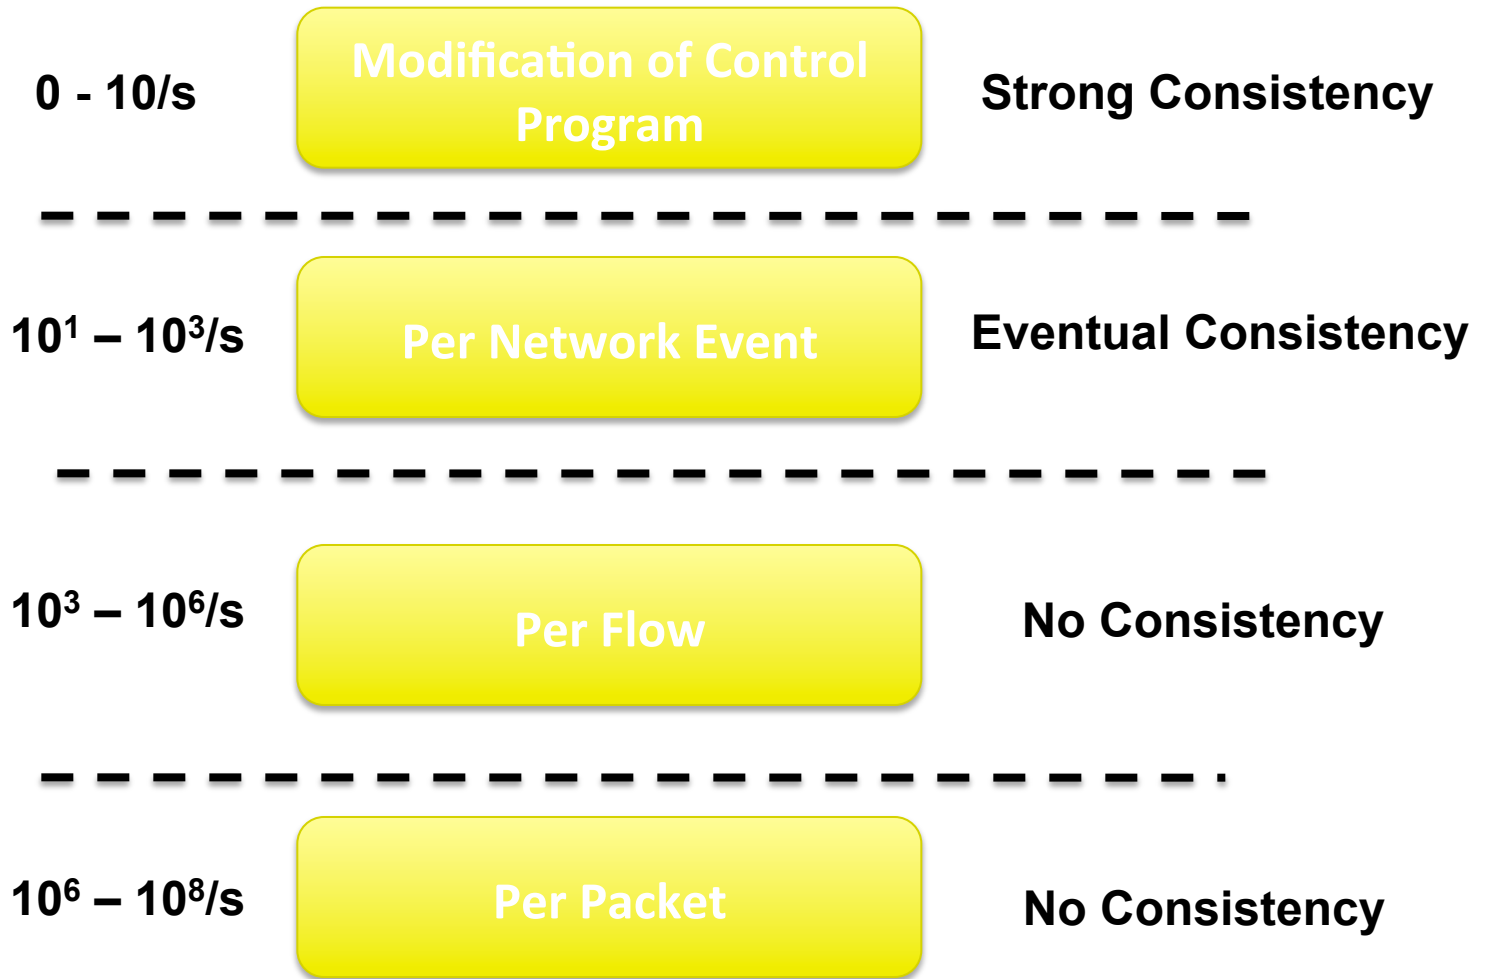 0 - 10/s
Modification of Control
Program
Strong Consistency
10¹ – 10³/s
Per Network Event
Eventual Consistency
10³ – 10⁶/s
Per Flow
No Consistency
10⁶ – 10⁸/s
Per Packet
No Consistency